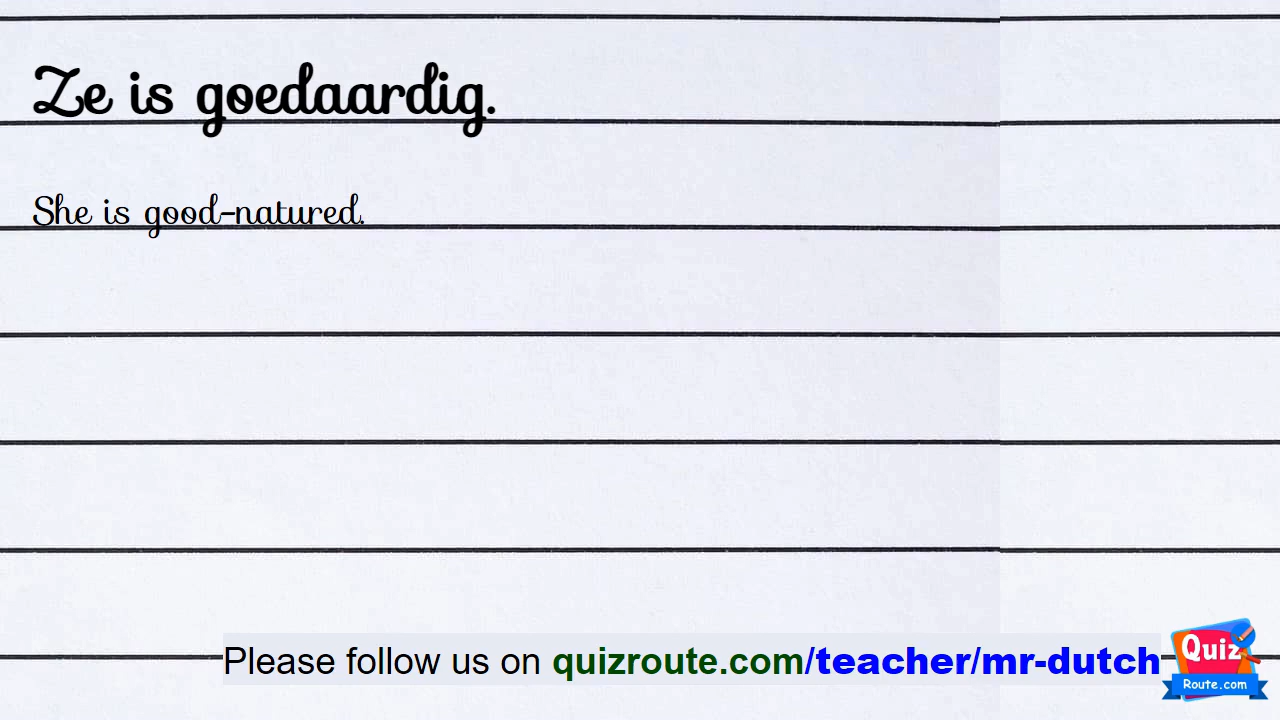 Ze is goedaardig.
She is good-natured.
Please follow us on quizroute.com/teacher/mr-dutch
Quiz
Route.com